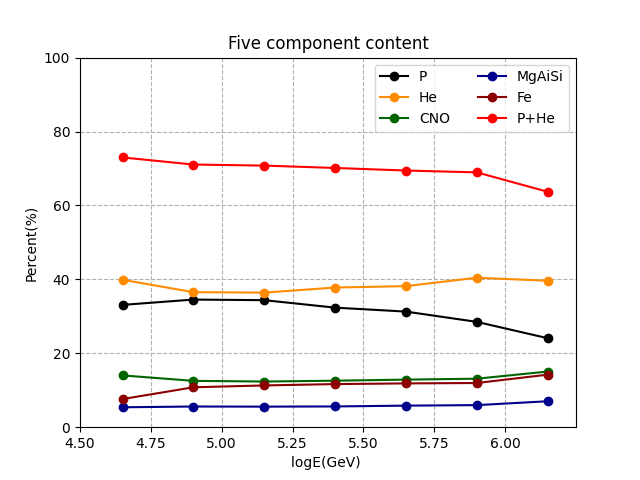 Five component content
P
He
CNO
MgAiSi
Fe
P+He
Percent(%)
100
80
60
40
20
0
4.50 4.75 5.00 5.25 5.50 5.75 6.00
logE(GeV)